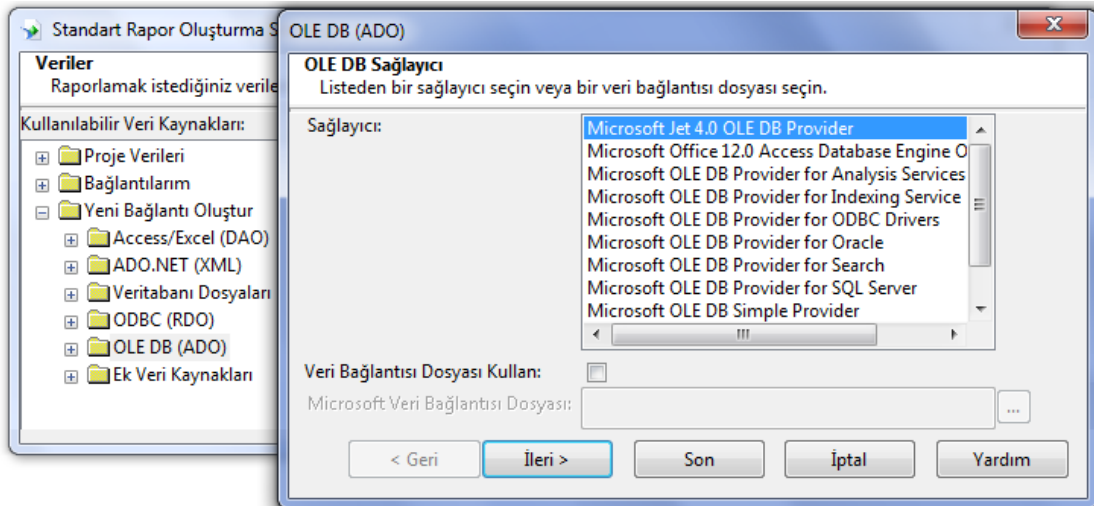 Standart Rapor Oluşturma S
Veriler
Raporlamak istediğiniz verile
Kullanılabilir Veri Kaynakları:
Proje Verileri
Bağlantılarım
Yeni Bağlantı Oluştur
Access/Excel (DAO)
ADO.NET (XML)
Veritabanı Dosyaları
ODBC (RDO)
OLE DB (ADO)
Ek Veri Kaynakları
OLE DB (ADO)
OLE DB Sağlayıcı
Listeden bir sağlayıcı seçin veya bir veri bağlantısı dosyası seçin.
Sağlayıcı:
Microsoft Jet 4.0 OLE DB Provider
Microsoft Office 12.0 Access Database Engine O
Microsoft OLE DB Provider for Analysis Services
Microsoft OLE DB Provider for Indexing Service
Microsoft OLE DB Provider for ODBC Drivers
Microsoft OLE DB Provider for Oracle
Microsoft OLE DB Provider for Search
Microsoft OLE DB Provider for SQL Server
Microsoft OLE DB Simple Provider
Veri Bağlantısı Dosyası Kullan:
Microsoft Veri Bağlantısı Dosyası: ...
< Geri İleri > Son İptal Yardım